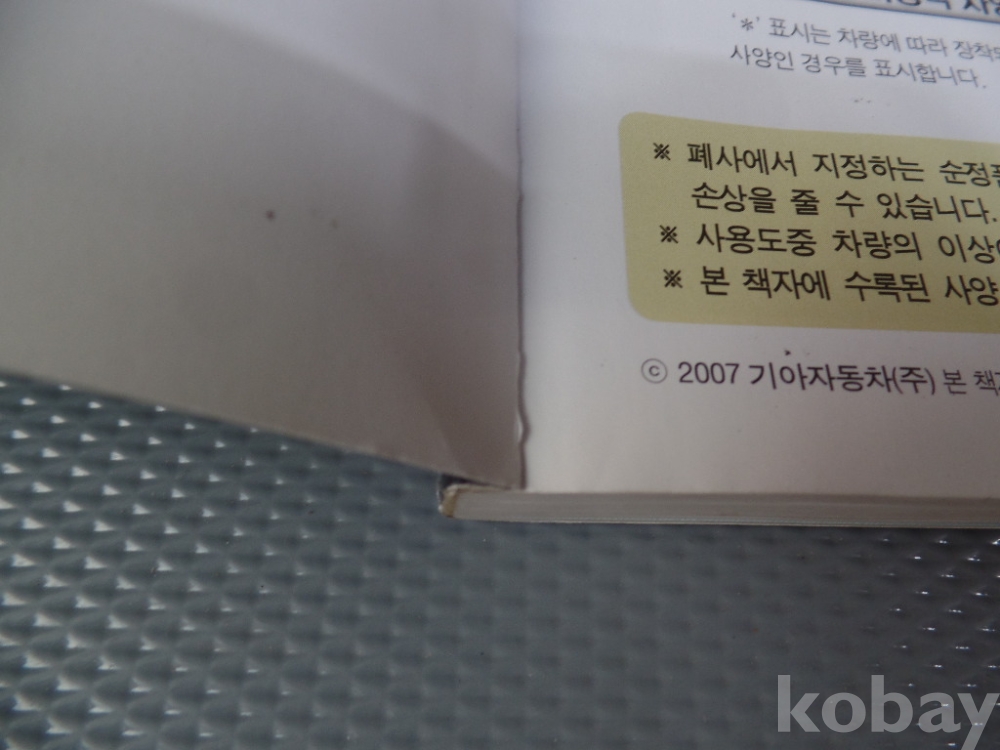 '*' 표시는 차량에 따라 장착
사양인 경우를 표시합니다.
※ 폐사에서 지정하는 순정품
손상을 줄 수 있습니다.
※ 사용도중 차량의 이상
※ 본 책자에 수록된 사양
ⓒ 2007 기아자동차(주) 본 책자
kobay